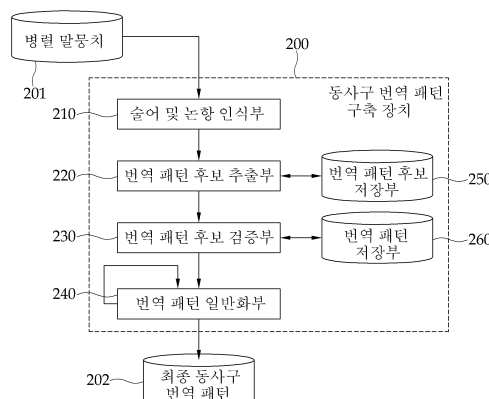 병렬 말뭉치
201
200
동사구 번역 패턴
구축 장치
210
술어 및 논항 인식부
220
번역 패턴 후보 추출부
번역 패턴 후보
저장부
250
230
번역 패턴 후보 검증부
번역 패턴
저장부
260
240
번역 패턴 일반화부
202
최종 동사구
번역 패턴